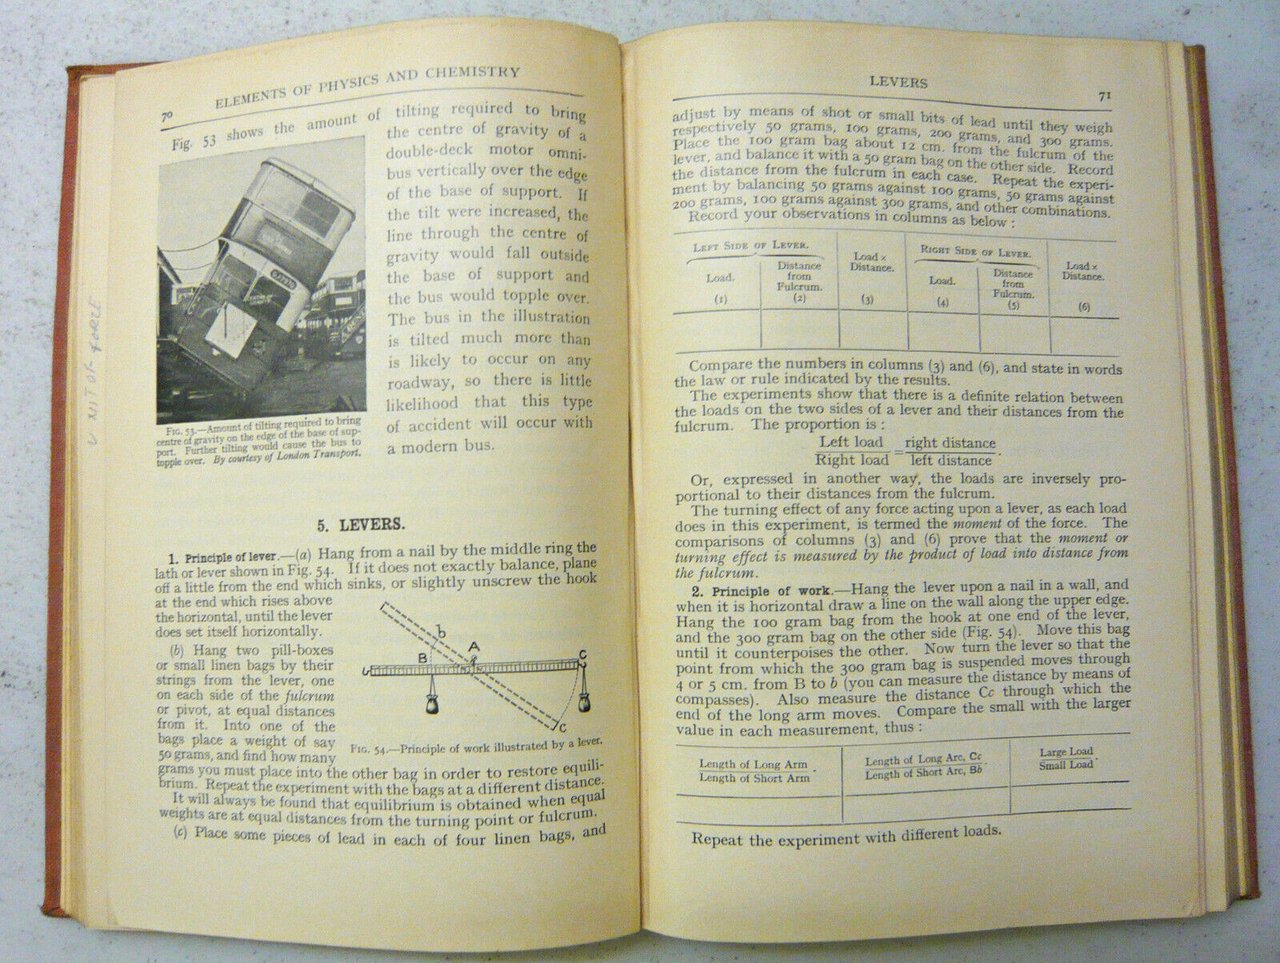 70
ELEMENTS OF PHYSICS AND CHEMISTRY
Fig. 53 shows the amount of tilting required to bring
the centre of gravity of a
double-deck motor omni-
bus vertically over the edge
of the base of support. If
the tilt were increased, the
line through the centre of
gravity would fall outside
the base of support and
the bus would topple over.
The bus in the illustration
is tilted much more than
is likely to occur on any
roadway, so there is little
likelihood that this type
of accident will occur with
a modern bus.
FIG. 53.—Amount of tilting required to bring
centre of gravity on the edge of the base of sup-
port. Further tilting would cause the bus to
topple over. By courtesy of London Transport.
5. LEVERS.
1. Principle of lever.—(a) Hang from a nail by the middle ring the
lath or lever shown in Fig. 54. If it does not exactly balance, plane
off a little from the end which sinks, or slightly unscrew the hook
at the end which rises above
the horizontal, until the lever
does set itself horizontally.
(b) Hang two pill-boxes
or small linen bags by their
strings from the lever, one
on each side of the fulcrum
or pivot, at equal distances
from it. Into one of the
bags place a weight of say
50 grams, and find how many
b
B
A
C
c
FIG. 54.—Principle of work illustrated by a lever.
grams you must place into the other bag in order to restore equili-
brium. Repeat the experiment with the bags at a different distance.
It will always be found that equilibrium is obtained when equal
weights are at equal distances from the turning point or fulcrum.
(c) Place some pieces of lead in each of four linen bags, and
LEVERS
71
adjust by means of shot or small bits of lead until they weigh
respectively 50 grams, 100 grams, 200 grams, and 300 grams.
Place the 100 gram bag about 12 cm. from the fulcrum of the
lever, and balance it with a 50 gram bag on the other side. Record
the distance from the fulcrum in each case. Repeat the experi-
ment by balancing 50 grams against 100 grams, 50 grams against
200 grams, 100 grams against 300 grams, and other combinations.
Record your observations in columns as below :
LEFT SIDE OF LEVER. RIGHT SIDE OF LEVER.
Load. Distance from Fulcrum. Load x Distance. Load. Distance from Fulcrum. Load x Distance.
(1) (2) (3) (4) (5) (6)
Compare the numbers in columns (3) and (6), and state in words
the law or rule indicated by the results.
The experiments show that there is a definite relation between
the loads on the two sides of a lever and their distances from the
fulcrum. The proportion is :
Left load = right distance
Right load left distance.
Or, expressed in another way, the loads are inversely pro-
portional to their distances from the fulcrum.
The turning effect of any force acting upon a lever, as each load
does in this experiment, is termed the moment of the force. The
comparisons of columns (3) and (6) prove that the moment or
turning effect is measured by the product of load into distance from
the fulcrum.
2. Principle of work.—Hang the lever upon a nail in a wall, and
when it is horizontal draw a line on the wall along the upper edge.
Hang the 100 gram bag from the hook at one end of the lever,
and the 300 gram bag on the other side (Fig. 54). Move this bag
until it counterpoises the other. Now turn the lever so that the
point from which the 300 gram bag is suspended moves through
4 or 5 cm. from B to b (you can measure the distance by means of
compasses). Also measure the distance Cc through which the
end of the long arm moves. Compare the small with the larger
value in each measurement, thus :
Length of Long Arm Length of Long Arc, Cc Large Load
Length of Short Arm. Length of Short Arc, Bb. Small Load.
Repeat the experiment with different loads.